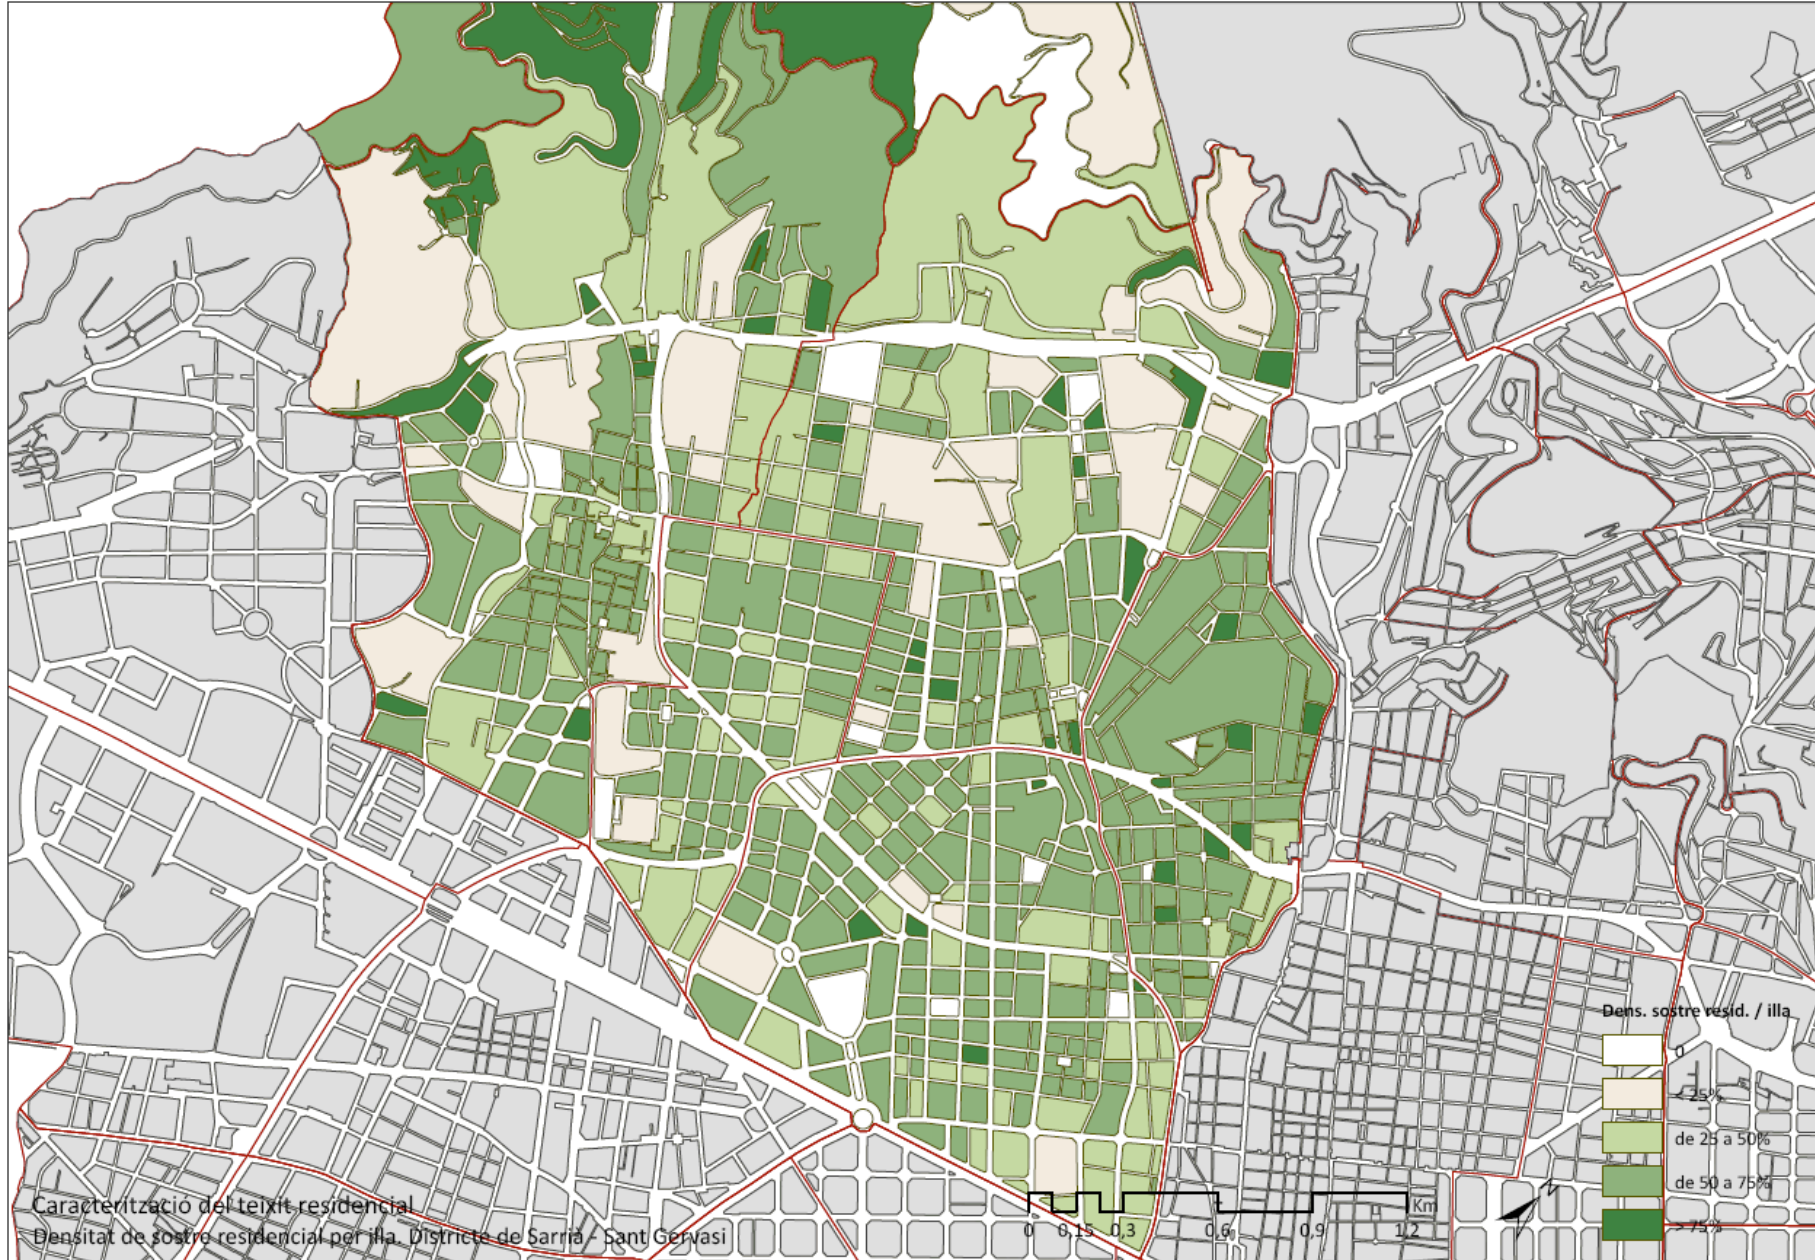 Dens. sostre resid. / illa
0
< 25%
de 25 a 50%
de 50 a 75%
> 75%
N
Km
0 0,15 0,3 0,6 0,9 1,2
Caracterització del teixit residencial
Densitat de sostre residencial per illa. Districte de Sarrià - Sant Gervasi